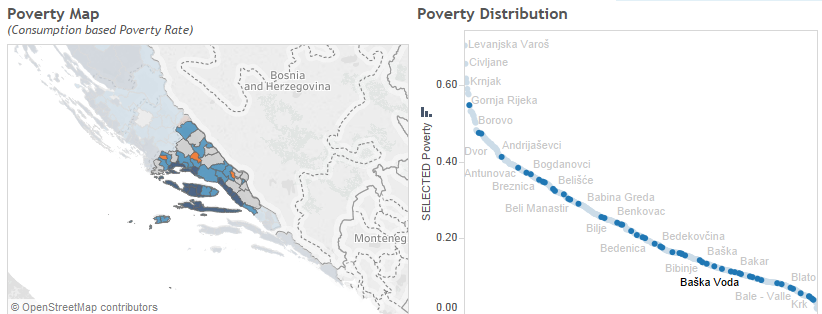 Poverty Map
(Consumption based Poverty Rate)
Bosnia
and Herzegovina
Monteneg
© OpenStreetMap contributors
Poverty Distribution
SELECTED Poverty
0.60
0.40
0.20
0.00
Levanjska Varoš
Civljane
Krnjak
Gornja Rijeka
Borovo
Dvor
Andrijaševci
Antunovac
Bogdanovci
Breznica
Belišće
Beli Manastir
Babina Greda
Benkovac
Bilje
Bedenica
Bedekovčina
Bibinje
Baška
Baška Voda
Bakar
Bale - Valle
Blato
Krk